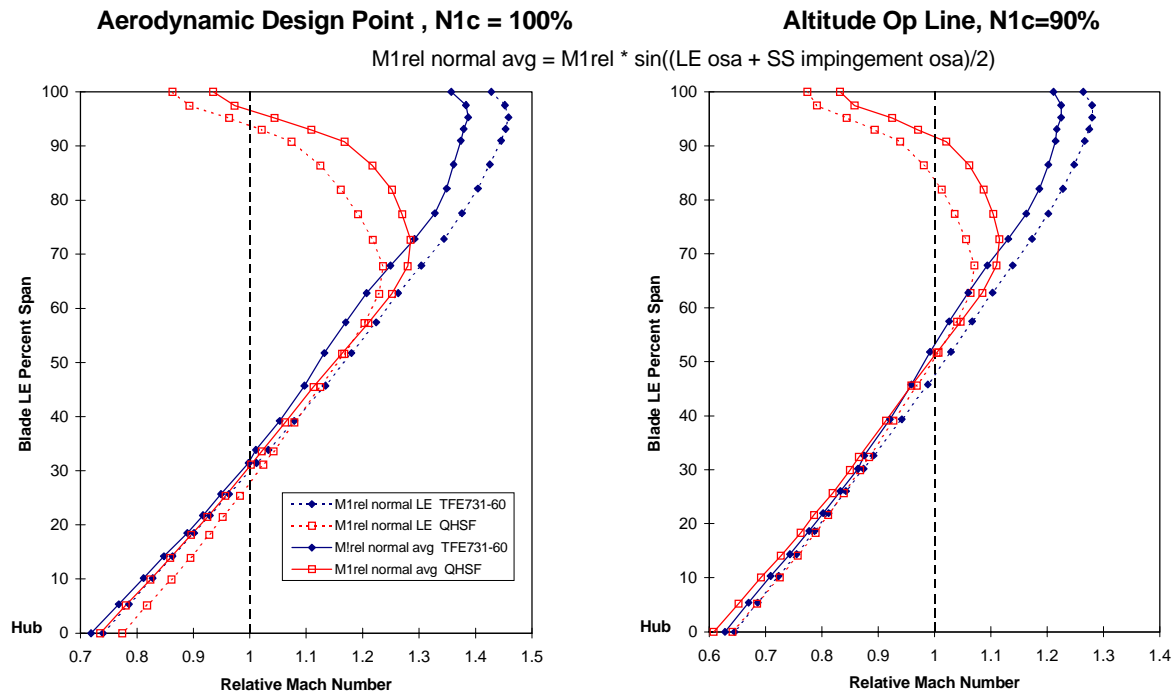 Aerodynamic Design Point , N1c = 100%
Altitude Op Line, N1c=90%
M1rel normal avg = M1rel * sin((LE osa + SS impingement osa)/2)
100
90
80
70
60
50
40
30
20
10
0
Blade LE Percent Span
Hub
0.7 0.8 0.9 1 1.1 1.2 1.3 1.4 1.5
Relative Mach Number
M1rel normal LE TFE731-60
M1rel normal LE QHSF
M!rel normal avg TFE731-60
M1rel normal avg QHSF
100
90
80
70
60
50
40
30
20
10
0
Blade LE Percent Span
Hub
0.6 0.7 0.8 0.9 1 1.1 1.2 1.3 1.4
Relative Mach Number